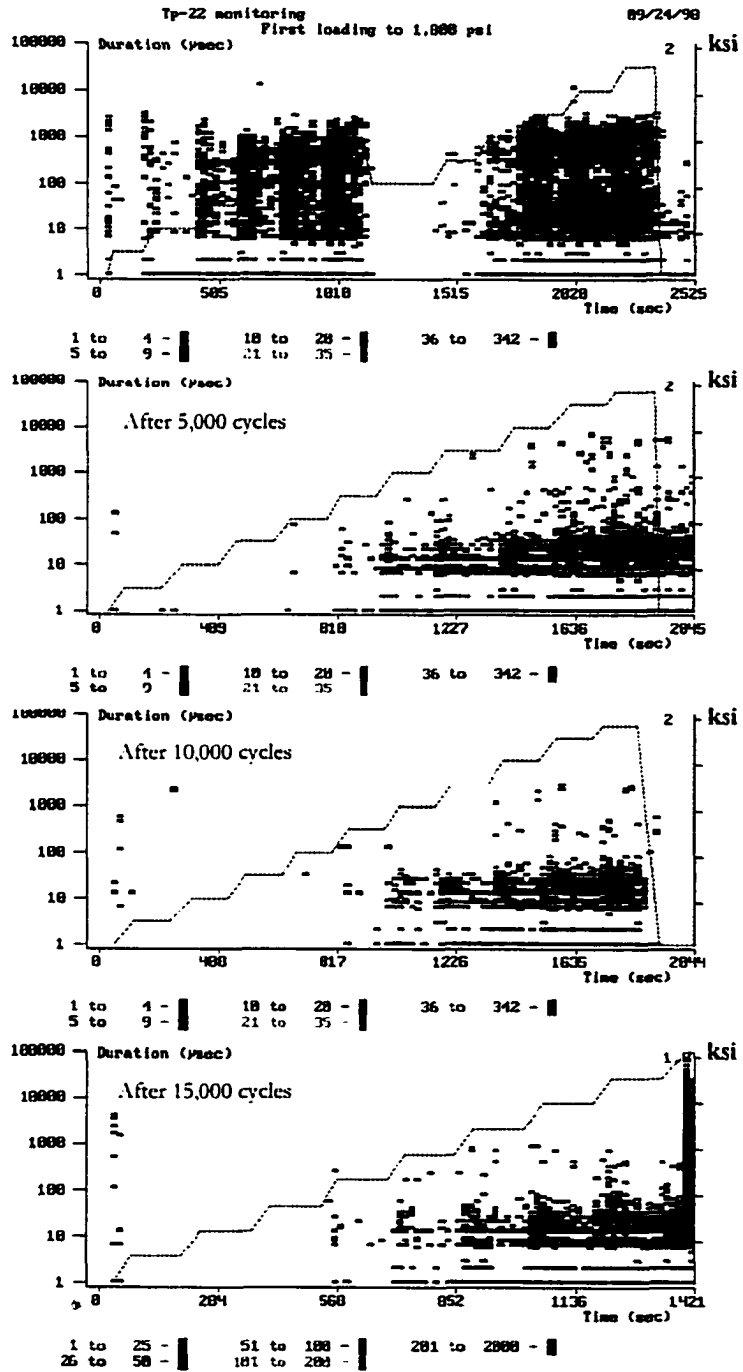 Tp-22 monitoring 09/24/98
First loading to 1,800 psi
Duration (µsec) 2 ksi
100000
10000
1000
100
10
1
0 505 1010 1515 2020 2525
Time (sec)
1 to 4 - 10 to 20 - 36 to 342 -
5 to 9 - 21 to 35 -
100000 Duration (µsec) 2 ksi
After 5,000 cycles
10000
1000
100
10
1
0 409 818 1227 1636 2045
Time (sec)
1 to 4 - 10 to 20 - 36 to 342 -
5 to 9 21 to 35
100000 Duration (µsec) 2 ksi
After 10,000 cycles
10000
1000
100
10
1
0 408 817 1226 1635 2044
Time (sec)
1 to 4 - 10 to 20 - 36 to 342 -
5 to 9 - 21 to 35 -
100000 Duration (µsec) 1 ksi
After 15,000 cycles
10000
1000
100
10
1
0 284 568 852 1136 1421
Time (sec)
1 to 25 - 51 to 100 - 201 to 2000 -
26 to 50 - 101 to 200 -